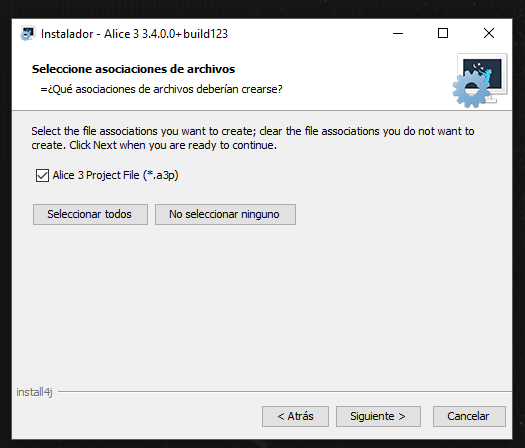 Instalador - Alice 3 3.4.0.0+build123
Seleccione asociaciones de archivos
=¿Qué asociaciones de archivos deberían crearse?
Select the file associations you want to create; clear the file associations you do not want to
create. Click Next when you are ready to continue.
Alice 3 Project File (*.a3p)
Seleccionar todos
No seleccionar ninguno
install4j
< Atrás
Siguiente >
Cancelar